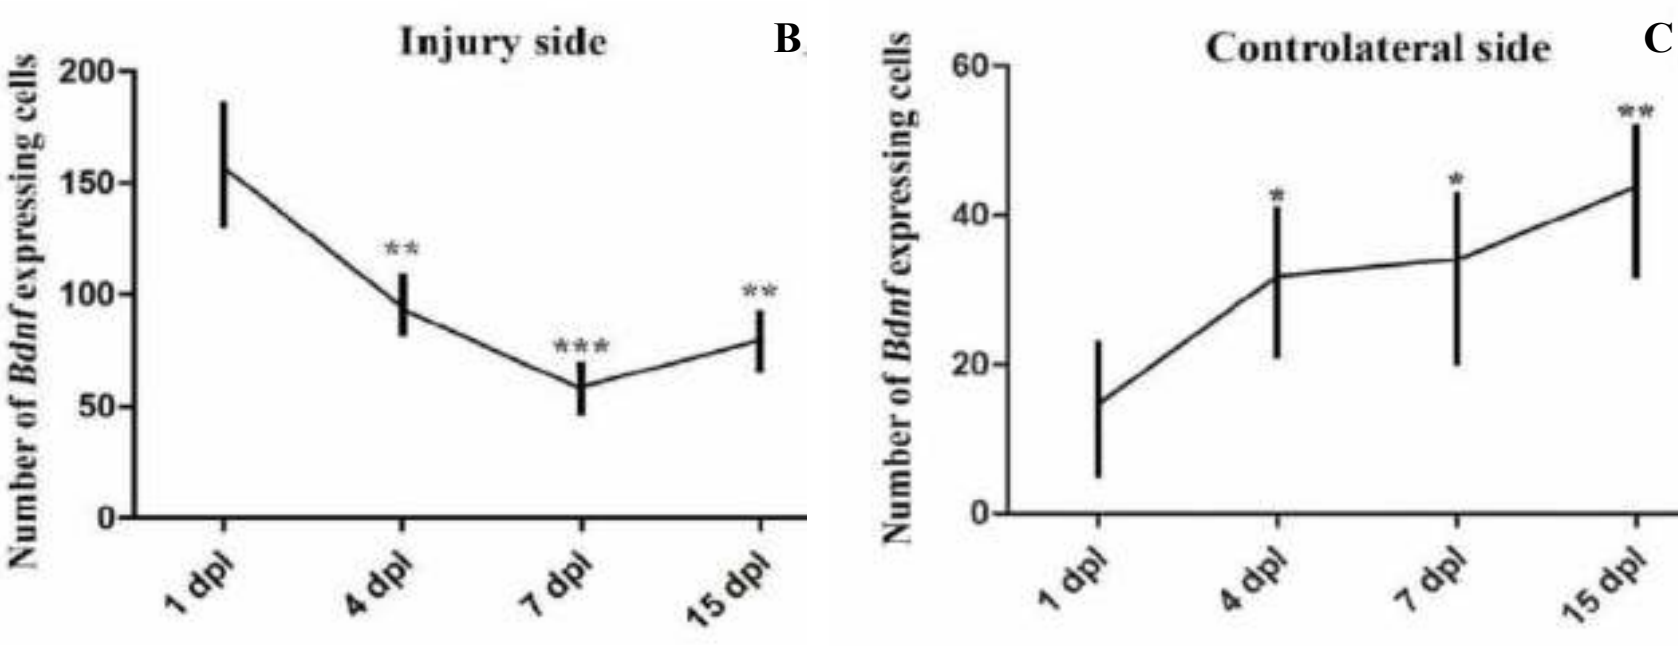 Injury side
B
Number of Bdnf expressing cells
200
150
100
50
0
**
***
**
1 dpl
4 dpl
7 dpl
15 dpl
Controlateral side
C
Number of Bdnf expressing cells
60
40
20
0
*
*
**
1 dpl
4 dpl
7 dpl
15 dpl